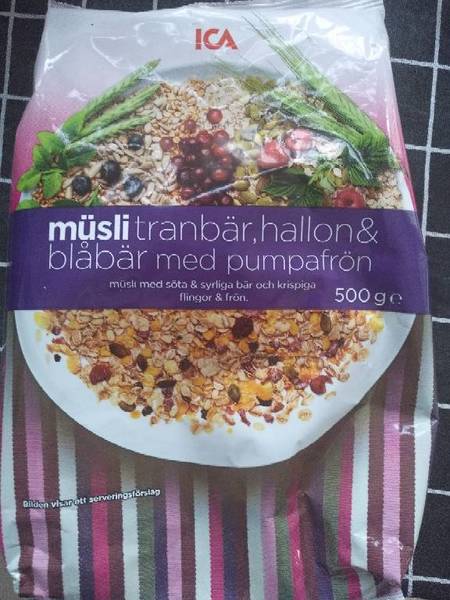 ICA
müsli tranbär, hallon &
blåbär med pumpafrön
müsli med söta & syrliga bär och krispiga
flingor & frön.
500 g ℮
Bilden visar ett serveringsförslag